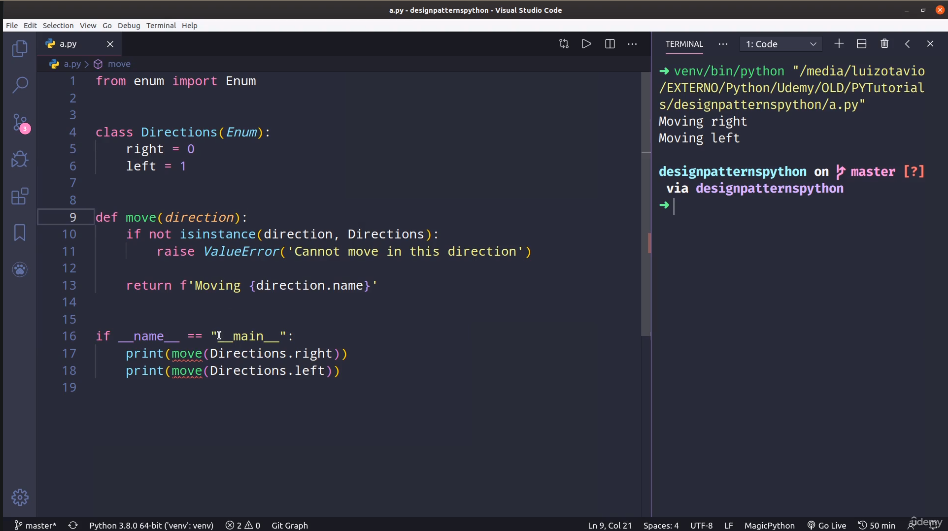 a.py - designpatternspython - Visual Studio Code
File Edit Selection View Go Debug Terminal Help
a.py
a.py > move
1 from enum import Enum
2
3
4 class Directions(Enum):
5 right = 0
6 left = 1
7
8
9 def move(direction):
10 if not isinstance(direction, Directions):
11 raise ValueError('Cannot move in this direction')
12
13 return f'Moving {direction.name}'
14
15
16 if __name__ == "__main__":
17 print(move(Directions.right))
18 print(move(Directions.left))
19
3
TERMINAL ... 1: Code
→ venv/bin/python "/media/luizotavio
/EXTERNO/Python/Udemy/OLD/PYTutorial
s/designpatternspython/a.py"
Moving right
Moving left
designpatternspython on master [?]
via designpatternspython
→
master* Python 3.8.0 64-bit ('venv': venv) 2 0 Git Graph Ln 9, Col 21 Spaces: 4 UTF-8 LF MagicPython Go Live 50 min
udemy